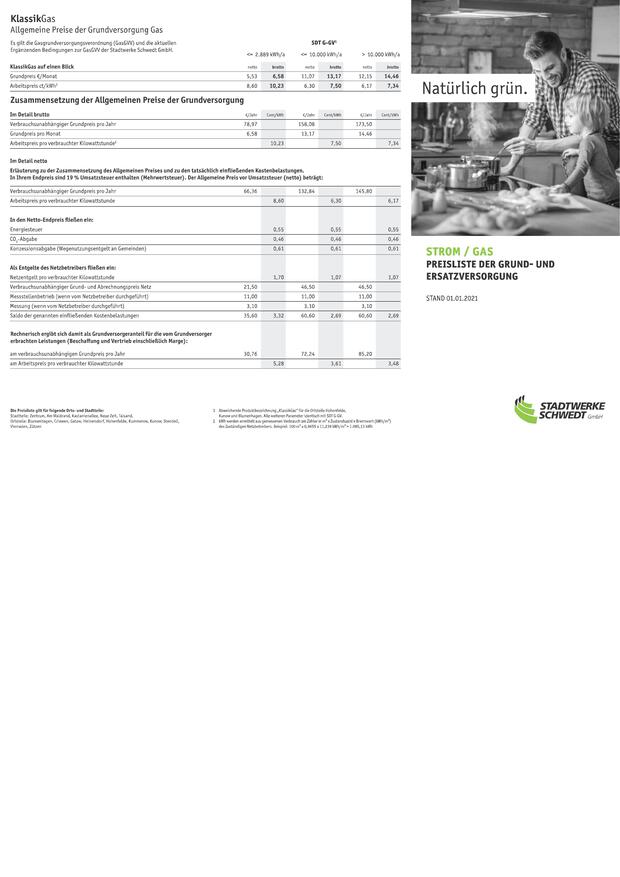 KlassikGas
Allgemeine Preise der Grundversorgung Gas
Es gilt die Gasgrundversorgungsverordnung (GasGVV) und die aktuellen
Ergänzenden Bedingungen zur GasGVV der Stadtwerke Schwedt GmbH.
SDT G-GV¹
<= 2.889 kWh/a <= 10.000 kWh/a > 10.000 kWh/a
KlassikGas auf einen Blick netto brutto netto brutto netto brutto
Grundpreis €/Monat 5,53 6,58 11,07 13,17 12,15 14,46
Arbeitspreis ct/kWh² 8,60 10,23 6,30 7,50 6,17 7,34
Zusammensetzung der Allgemeinen Preise der Grundversorgung
Im Detail brutto €/Jahr Cent/kWh €/Jahr Cent/kWh €/Jahr Cent/kWh
Verbrauchsunabhängiger Grundpreis pro Jahr 78,97 158,08 173,50
Grundpreis pro Monat 6,58 13,17 14,46
Arbeitspreis pro verbrauchter Kilowattstunde² 10,23 7,50 7,34
Im Detail netto
Erläuterung zu der Zusammensetzung des Allgemeinen Preises und zu den tatsächlich einfließenden Kostenbelastungen.
In Ihrem Endpreis sind 19 % Umsatzsteuer enthalten (Mehrwertsteuer). Der Allgemeine Preis vor Umsatzsteuer (netto) beträgt:
Verbrauchsunabhängiger Grundpreis pro Jahr 66,36 132,84 145,80
Arbeitspreis pro verbrauchter Kilowattstunde 8,60 6,30 6,17
In den Netto-Endpreis fließen ein:
Energiesteuer 0,55 0,55 0,55
CO₂-Abgabe 0,46 0,46 0,46
Konzessionsabgabe (Wegenutzungsentgelt an Gemeinden) 0,61 0,61 0,61
Als Entgelte des Netzbetreibers fließen ein:
Netzentgelt pro verbrauchter Kilowattstunde 1,70 1,07 1,07
Verbrauchsunabhängiger Grund- und Abrechnungspreis Netz 21,50 46,50 46,50
Messstellenbetrieb (wenn vom Netzbetreiber durchgeführt) 11,00 11,00 11,00
Messung (wenn vom Netzbetreiber durchgeführt) 3,10 3,10 3,10
Saldo der genannten einfließenden Kostenbelastungen 35,60 3,32 60,60 2,69 60,60 2,69
Rechnerisch ergibt sich damit als Grundversorgeranteil für die vom Grundversorger
erbrachten Leistungen (Beschaffung und Vertrieb einschließlich Marge):
am verbrauchsunabhängigen Grundpreis pro Jahr 30,76 72,24 85,20
am Arbeitspreis pro verbrauchter Kilowattstunde 5,28 3,61 3,48
Die Preisliste gilt für folgende Orts- und Stadtteile:
Stadtteile: Zentrum, Am Waldrand, Kastanienallee, Neue Zeit, Talsand.
Ortsteile: Blumenhagen, Criewen, Gatow, Heinersdorf, Hohenfelde, Kummerow, Kunow, Stendell,
Vierraden, Zützen
1 Abweichende Produktbezeichnung „KlassikGas“ für die Ortsteile Hohenfelde,
Kunow und Blumenhagen. Alle weiteren Parameter identisch mit SDT G-GV.
2 kWh werden ermittelt aus gemessenem Verbrauch am Zähler in m³ x Zustandszahl x Brennwert (kWh/m³)
des zuständigen Netzbetreibers.
Natürlich grün.
STROM / GAS
PREISLISTE DER GRUND- UND
ERSATZVERSORGUNG
STAND 01.01.2021
STADTWERKE
SCHWEDT GmbH